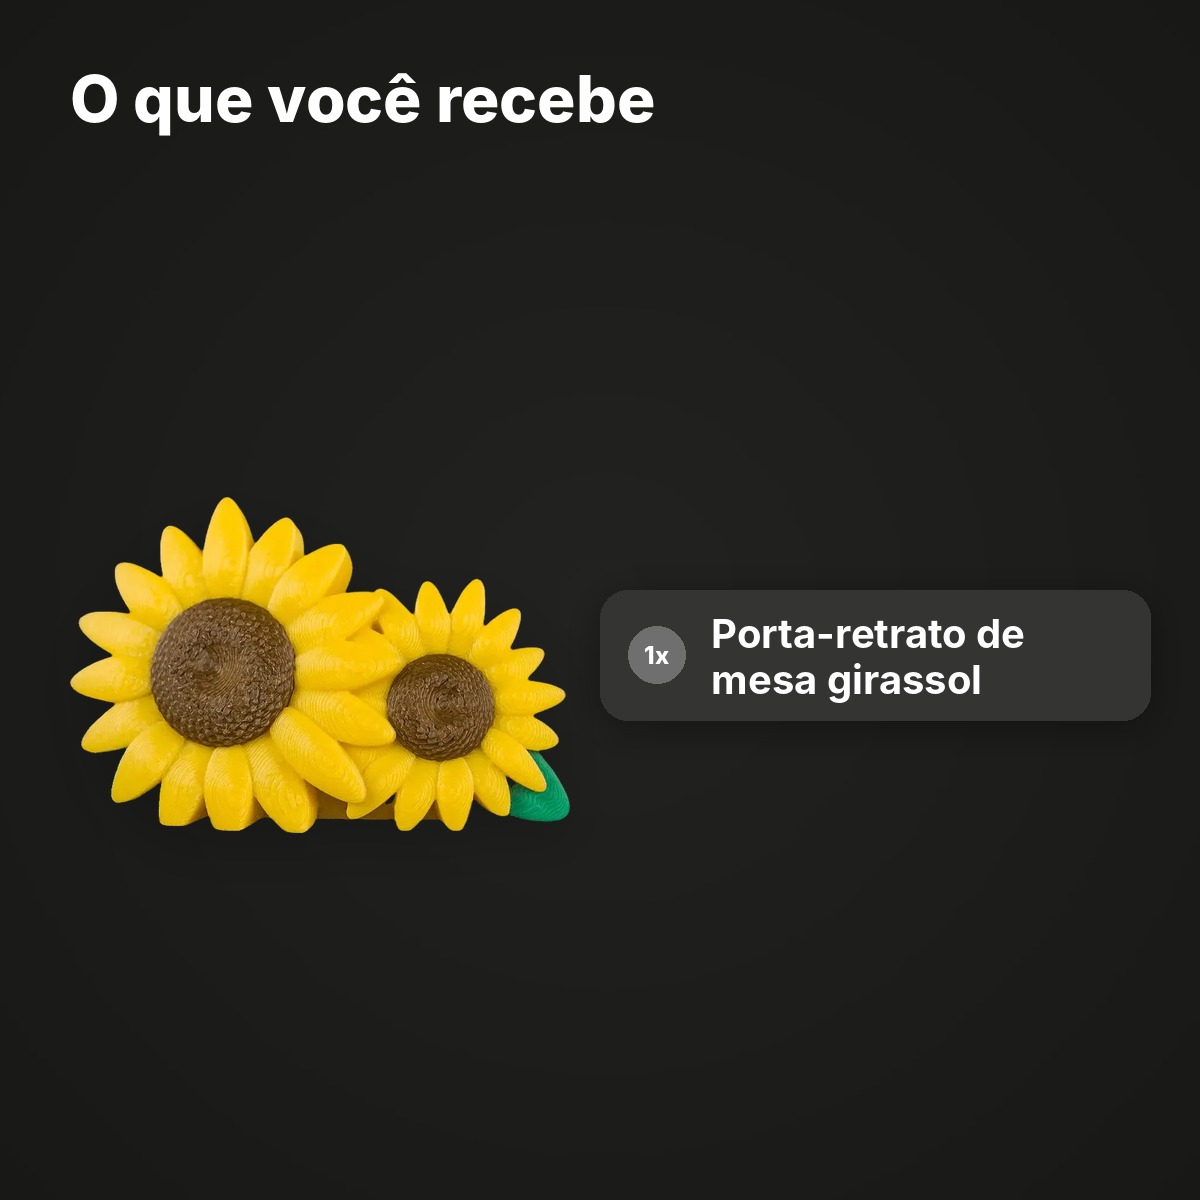 O que você recebe
1x
Porta-retrato de
mesa girassol